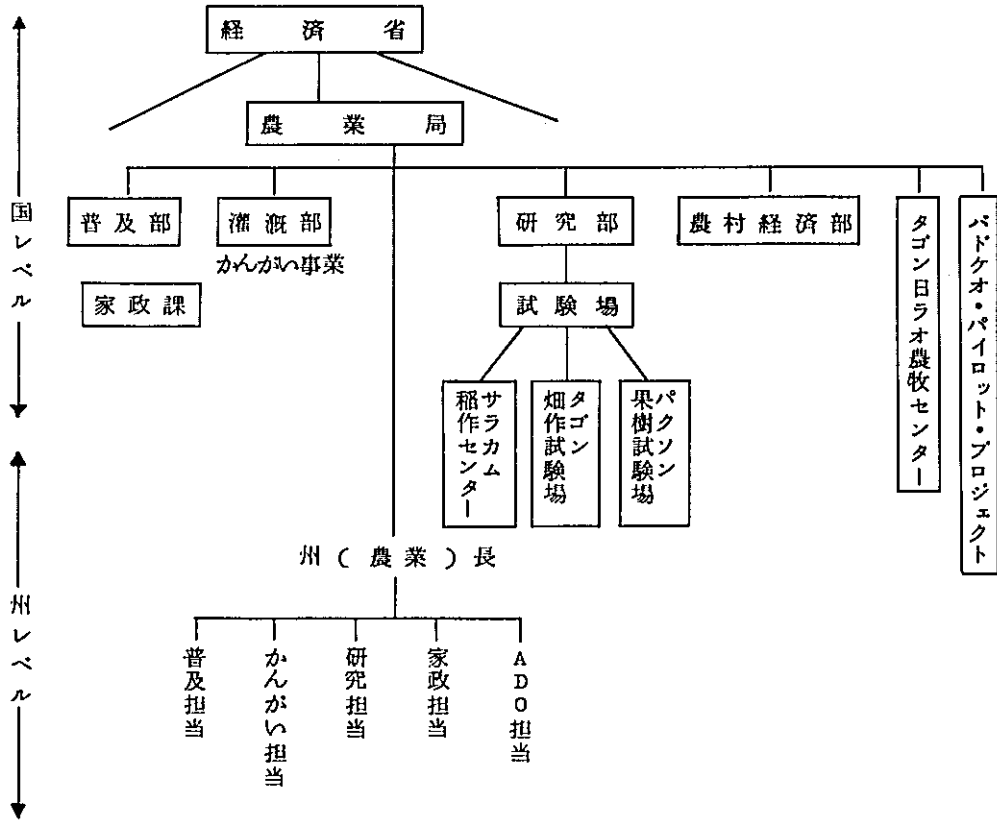 経済省
農業局
国レベル
普及部
灌漑部
かんがい事業
家政課
研究部
試験場
サラカム
稲作センター
タゴン
畑作試験場
パクソン
果樹試験場
農村経済部
タゴン日ラオ農牧センター
パドケオ・パイロット・プロジェクト
州レベル
州(農業)長
普及担当
かんがい担当
研究担当
家政担当
ADO担当